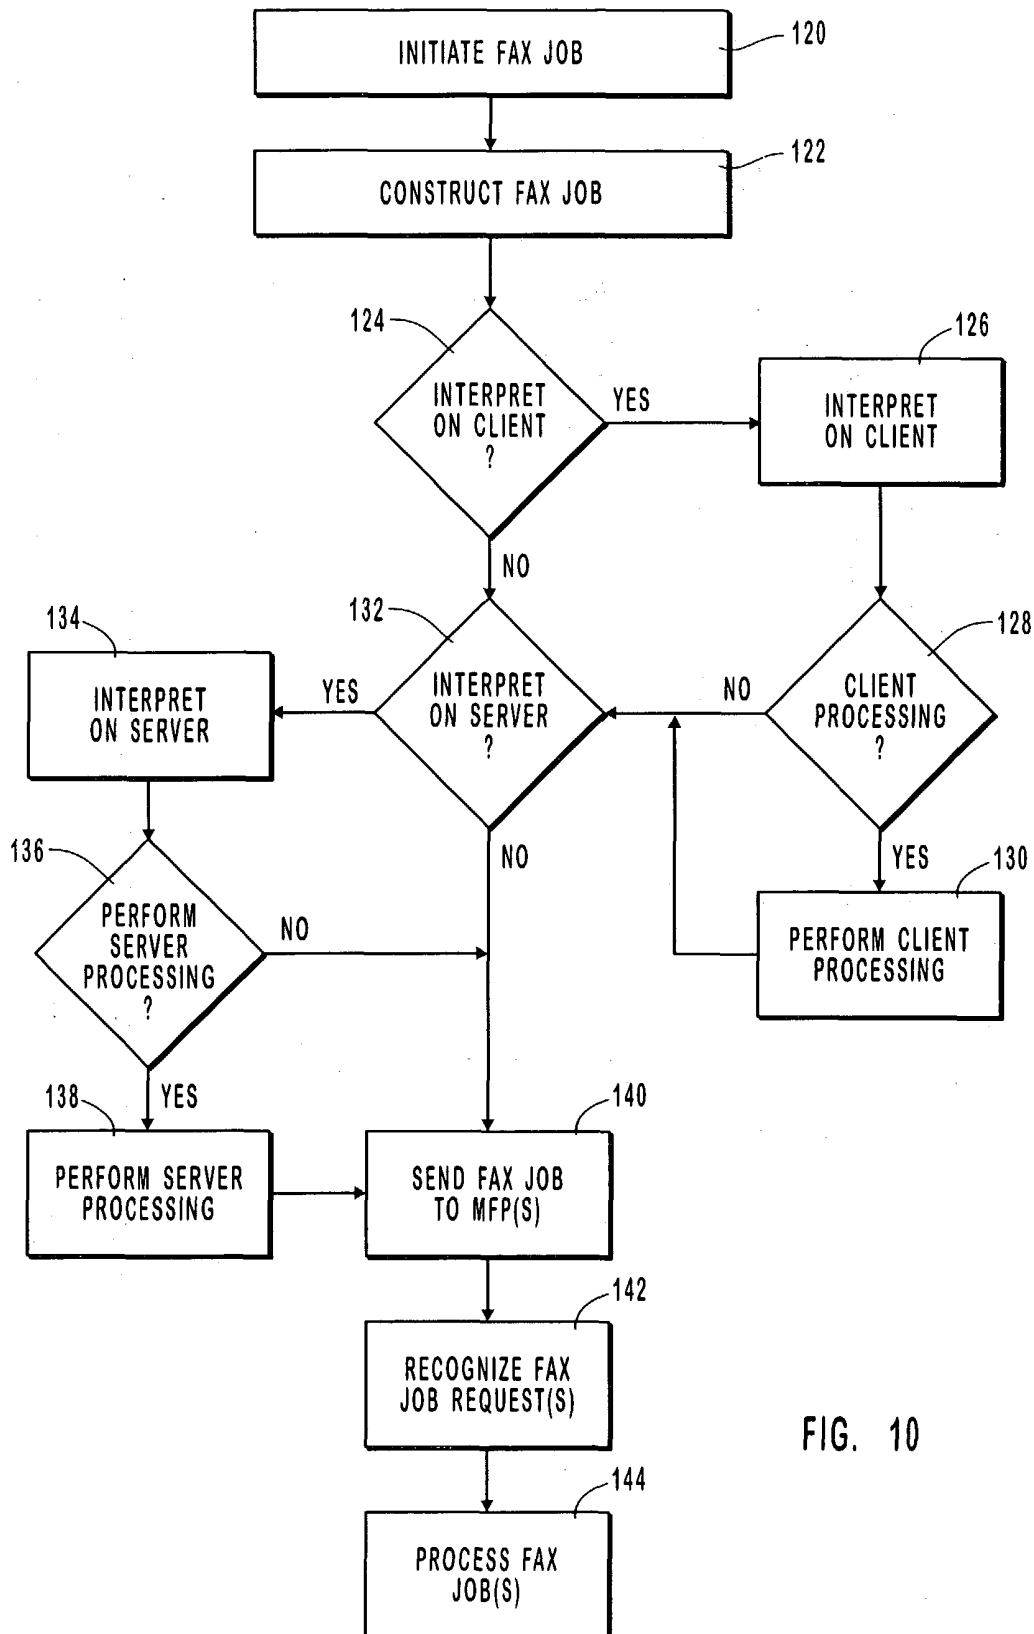 INITIATE FAX JOB
120
CONSTRUCT FAX JOB
122
124
INTERPRET
ON CLIENT
?
YES
126
INTERPRET
ON CLIENT
NO
134
INTERPRET
ON SERVER
YES
132
INTERPRET
ON SERVER
?
NO
128
CLIENT
PROCESSING
?
136
PERFORM
SERVER
PROCESSING
?
NO
NO
YES
130
PERFORM CLIENT
PROCESSING
YES
138
PERFORM SERVER
PROCESSING
140
SEND FAX JOB
TO MFP(S)
142
RECOGNIZE FAX
JOB REQUEST(S)
144
PROCESS FAX
JOB(S)
FIG. 10